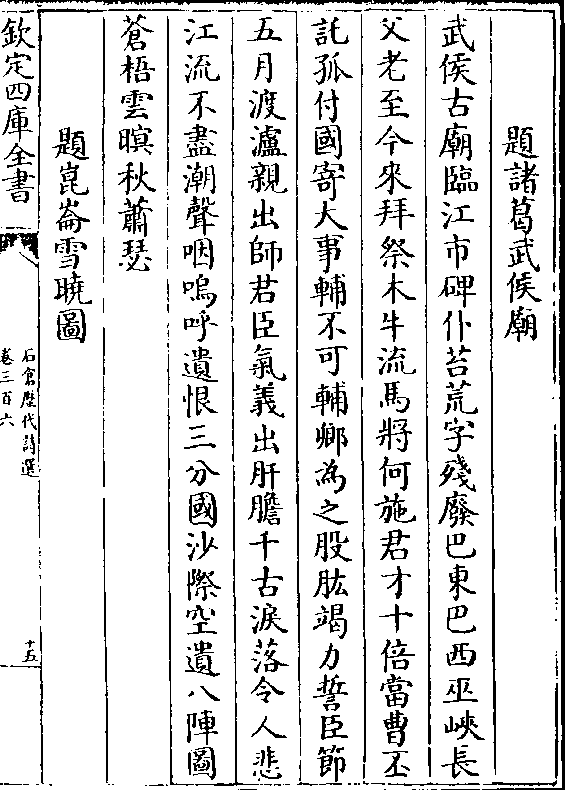 題諸葛武侯廟
武侯古廟臨江市碑仆苔荒字殘廢巴東巴西巫峽長
父老至今來拜祭木牛流馬將何施君才十倍當曹丕
託孤付國寄大事輔不可輔卿為之股肱竭力誓臣節
五月渡瀘親出師君臣氣義出肝膽千古淚落令人悲
江流不盡潮聲咽嗚呼遺恨三分國沙際空遺八陣圖
蒼梧雲暝秋蕭瑟
題崑崙雪曉圖
欽定四庫全書
石倉歷代詩選
卷三百六
十五